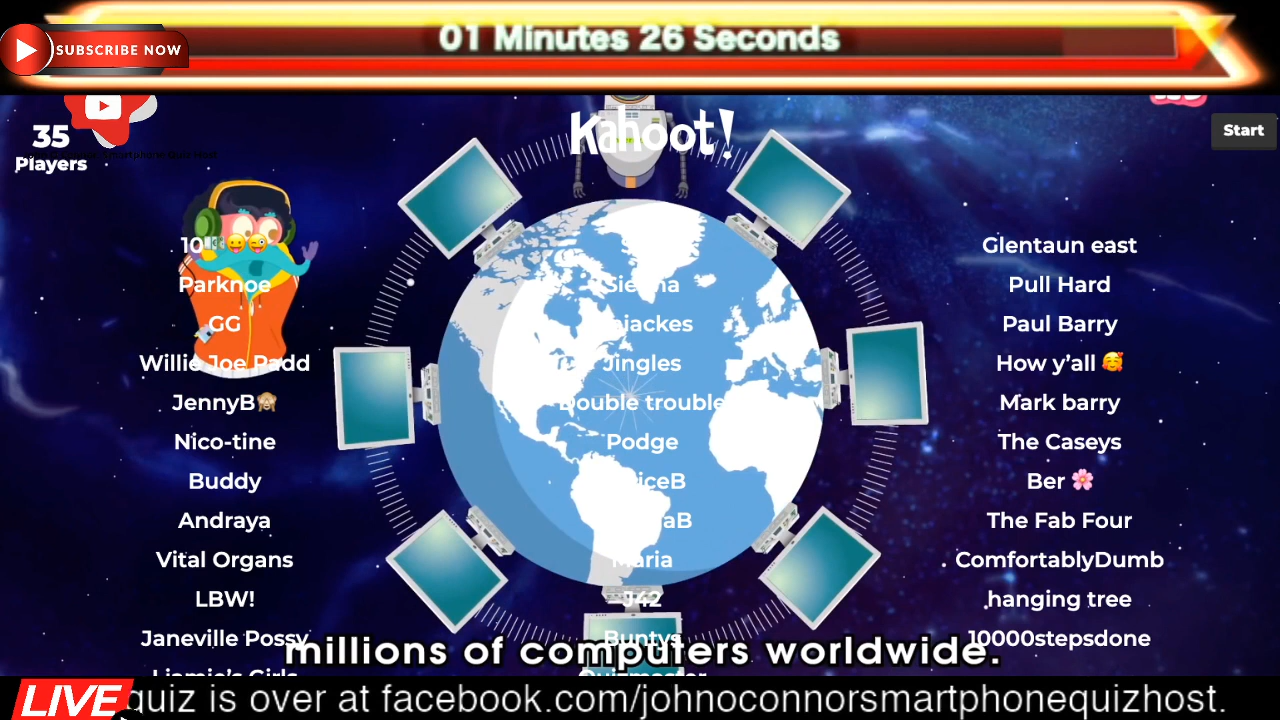 01 Minutes 26 Seconds
SUBSCRIBE NOW
Kahoot!
35
Players
Start
Parknoe
GG
Willie Joe Padd
JennyB🙈
Nico-tine
Buddy
Andraya
Vital Organs
LBW!
Janeville Possy
Jingles
Double trouble
Podge
Maria
J42
Buntys
Quizmaster
Glentaun east
Pull Hard
Paul Barry
How y’all 🥰
Mark barry
The Caseys
Ber 🌸
The Fab Four
ComfortablyDumb
hanging tree
10000stepsdone
millions of computers worldwide.
LIVE
quiz is over at facebook.com/johnoconnorsmartphonequizhost.